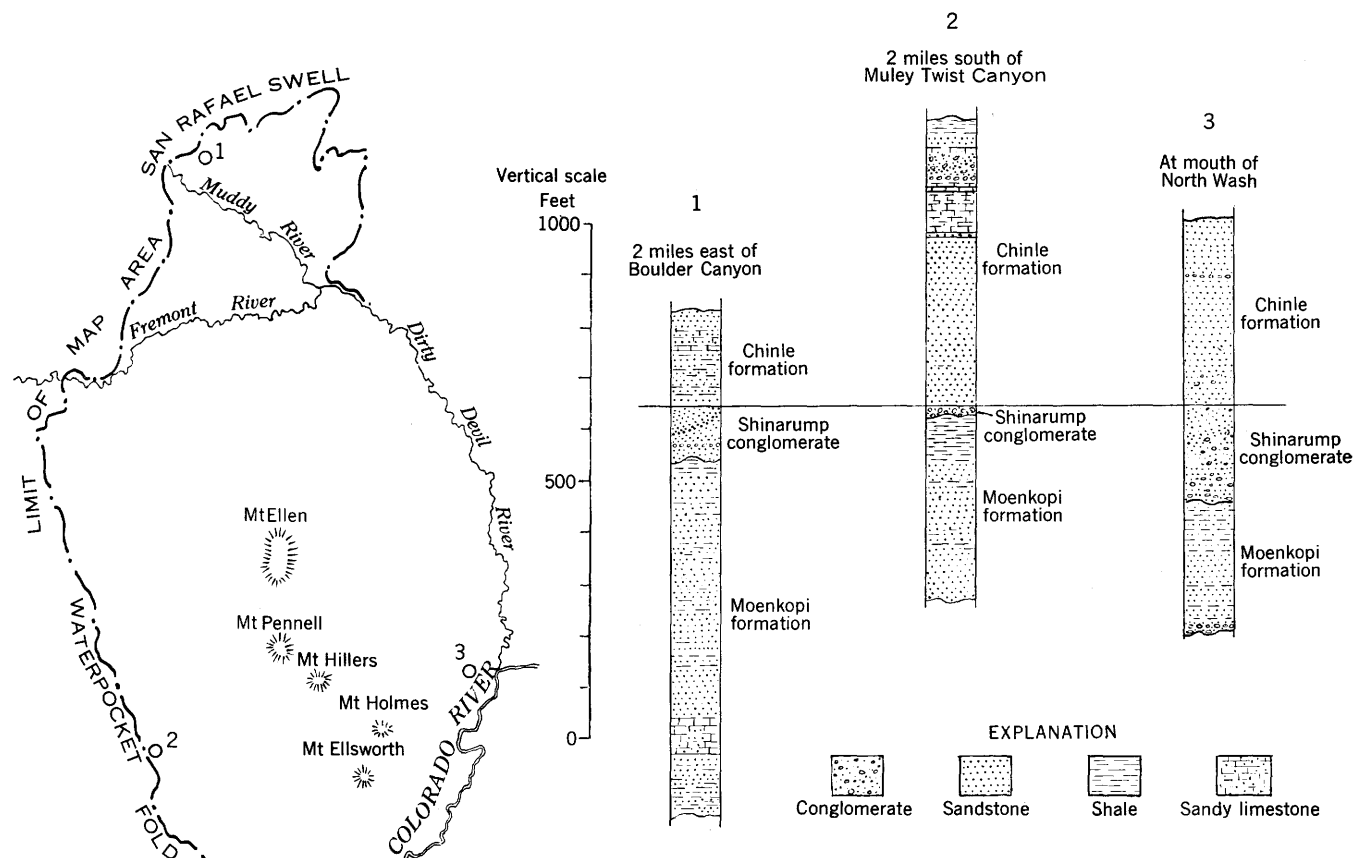 SAN RAFAEL SWELL
1
Muddy
River
MAP AREA
Fremont River
OF
Dirty
Devil
River
LIMIT
Mt Ellen
Mt Pennell
Mt Hillers
Mt Holmes
Mt Ellsworth
3
WATERPOCKET
2
FOLD
COLORADO RIVER
Vertical scale
Feet
1000
500
0
1
2 miles east of
Boulder Canyon
Chinle
formation
Shinarump
conglomerate
Moenkopi
formation
2
2 miles south of
Muley Twist Canyon
Chinle
formation
Shinarump
conglomerate
Moenkopi
formation
3
At mouth of
North Wash
Chinle
formation
Shinarump
conglomerate
Moenkopi
formation
EXPLANATION
Conglomerate
Sandstone
Shale
Sandy limestone